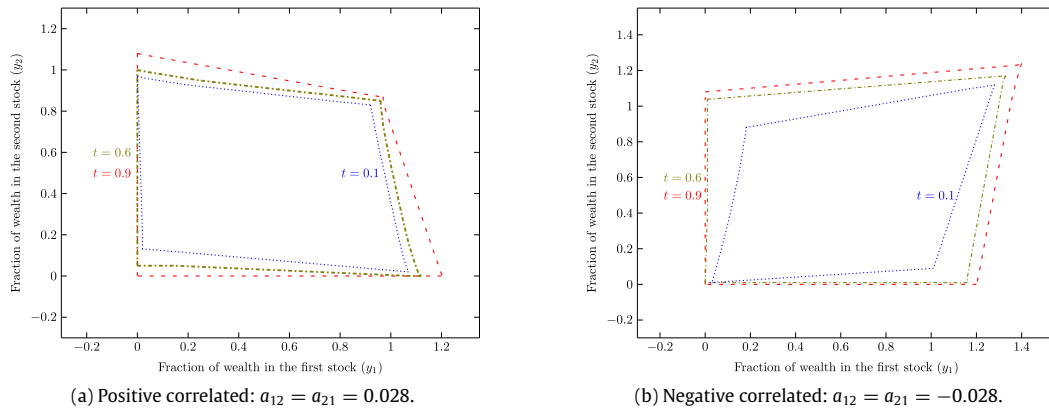 1.2
1
0.8
0.6
0.4
0.2
0
−0.2
Fraction of wealth in the second stock (y2)
t = 0.6
t = 0.9
t = 0.1
−0.2 0 0.2 0.4 0.6 0.8 1 1.2
Fraction of wealth in the first stock (y1)
(a) Positive correlated: a12 = a21 = 0.028.
1.4
1.2
1
0.8
0.6
0.4
0.2
0
−0.2
Fraction of wealth in the second stock (y2)
t = 0.6
t = 0.9
t = 0.1
−0.2 0 0.2 0.4 0.6 0.8 1 1.2 1.4
Fraction of wealth in the first stock (y1)
(b) Negative correlated: a12 = a21 = −0.028.